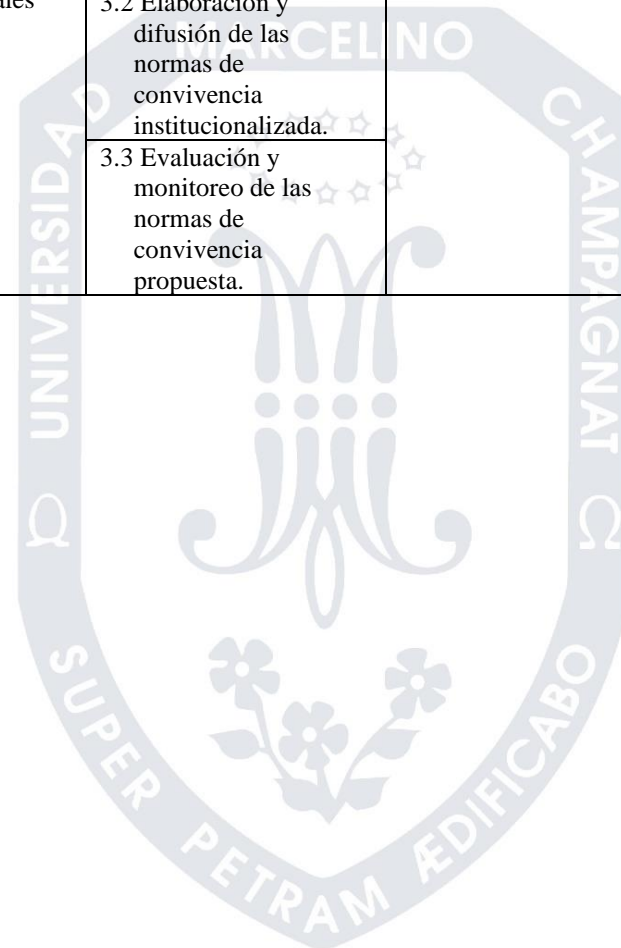 ales
3.2 Elaboración y
difusión de las
normas de
convivencia
institucionalizada.
3.3 Evaluación y
monitoreo de las
normas de
convivencia
propuesta.
UNIVERSIDAD
MARCELINO
CHAMPAGNAT
Ω
Ω
SUPER PETRAM ÆDIFICABO